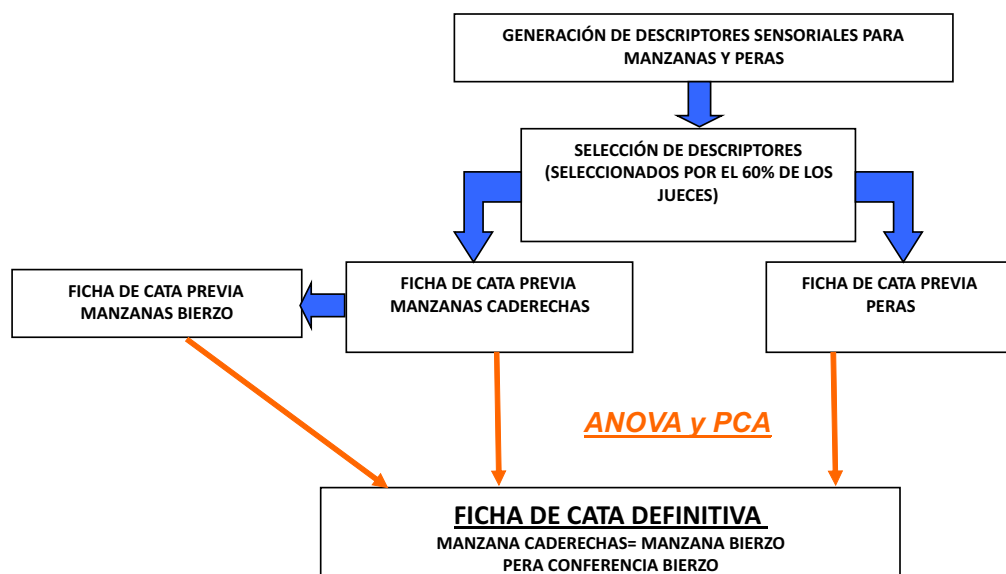 GENERACIÓN DE DESCRIPTORES SENSORIALES PARA
MANZANAS Y PERAS
SELECCIÓN DE DESCRIPTORES
(SELECCIONADOS POR EL 60% DE LOS
JUECES)
FICHA DE CATA PREVIA
MANZANAS BIERZO
FICHA DE CATA PREVIA
MANZANAS CADERECHAS
FICHA DE CATA PREVIA
PERAS
ANOVA y PCA
FICHA DE CATA DEFINITIVA
MANZANA CADERECHAS= MANZANA BIERZO
PERA CONFERENCIA BIERZO